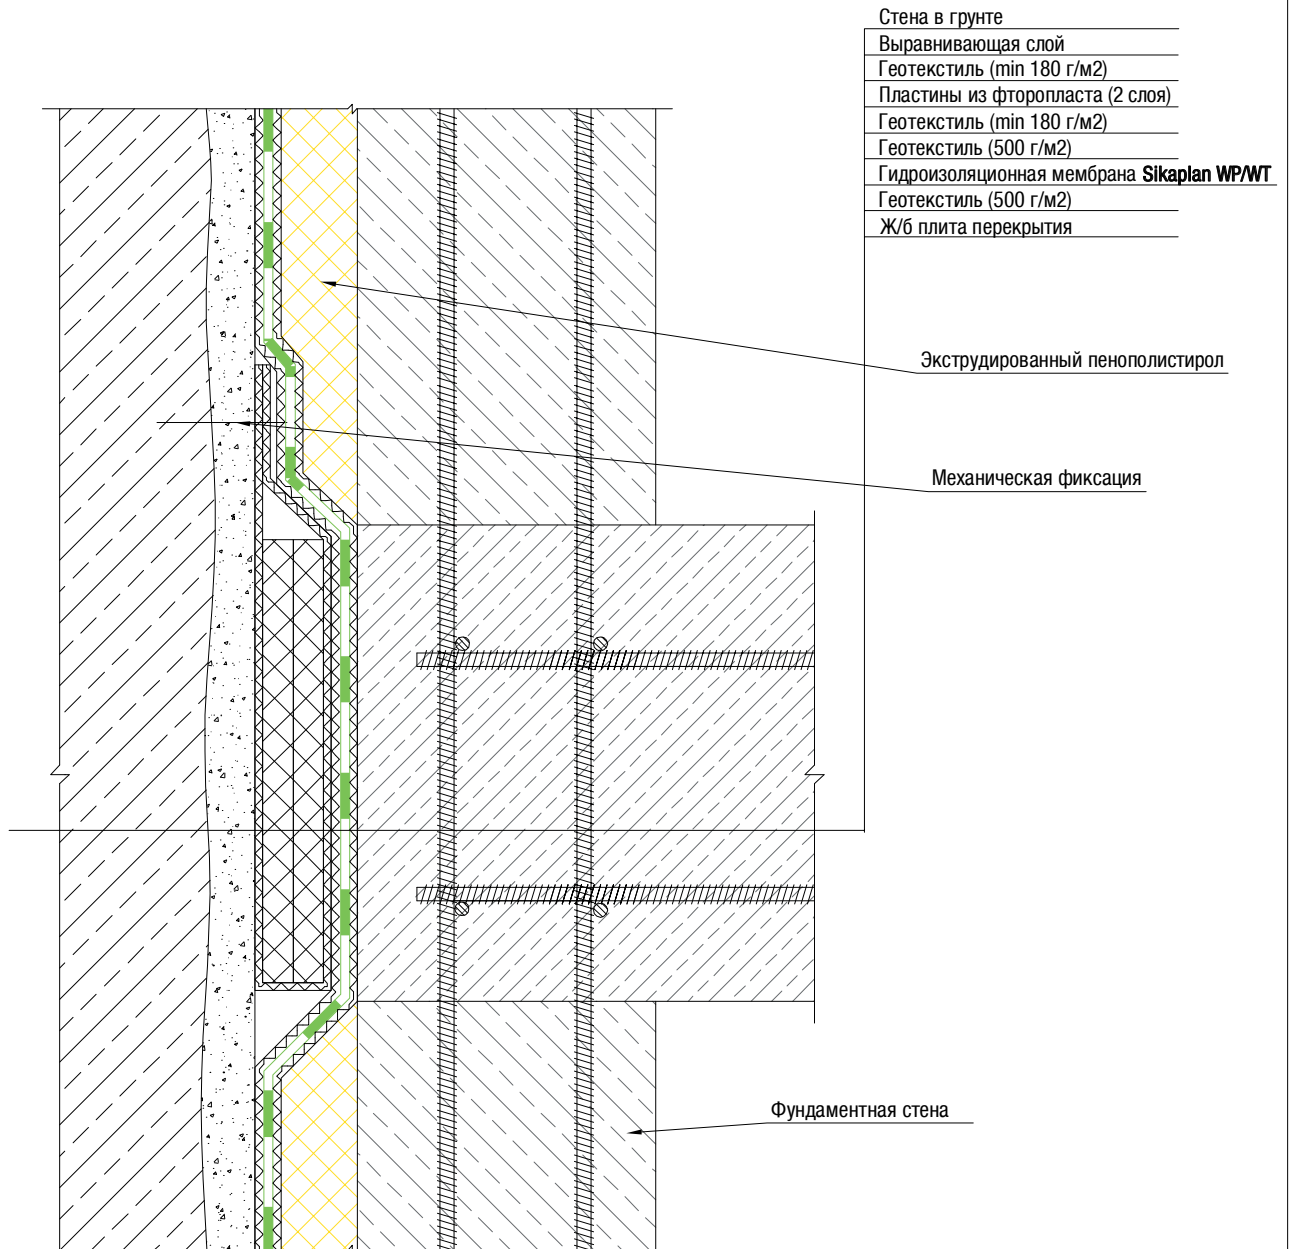 Стена в грунте
Выравнивающая слой
Геотекстиль (min 180 г/м2)
Пластины из фторопласта (2 слоя)
Геотекстиль (min 180 г/м2)
Геотекстиль (500 г/м2)
Гидроизоляционная мембрана Sikaplan WP/WT
Геотекстиль (500 г/м2)
Ж/б плита перекрытия
Экструдированный пенополистирол
Механическая фиксация
Фундаментная стена